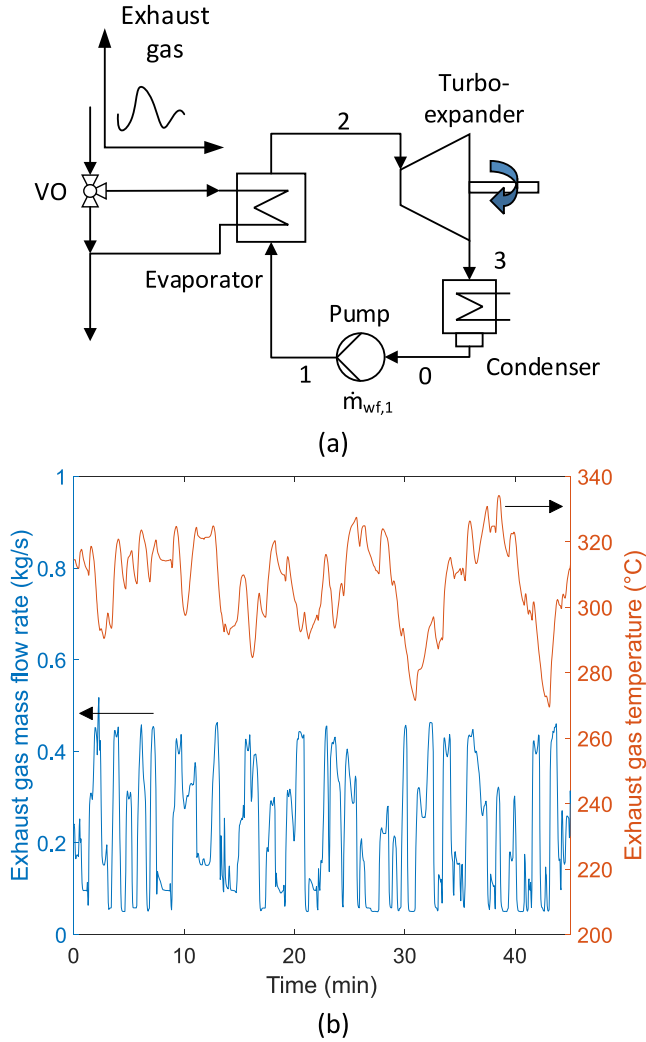 Exhaust
gas
Turbo-
expander
2
VO
Evaporator
3
Pump
1
0
Condenser
ṁwf,1
(a)
1
340
0.8
320
0.6
300
280
0.4
260
240
0.2
220
0
200
Exhaust gas mass flow rate (kg/s)
Exhaust gas temperature (°C)
0 10 20 30 40
Time (min)
(b)